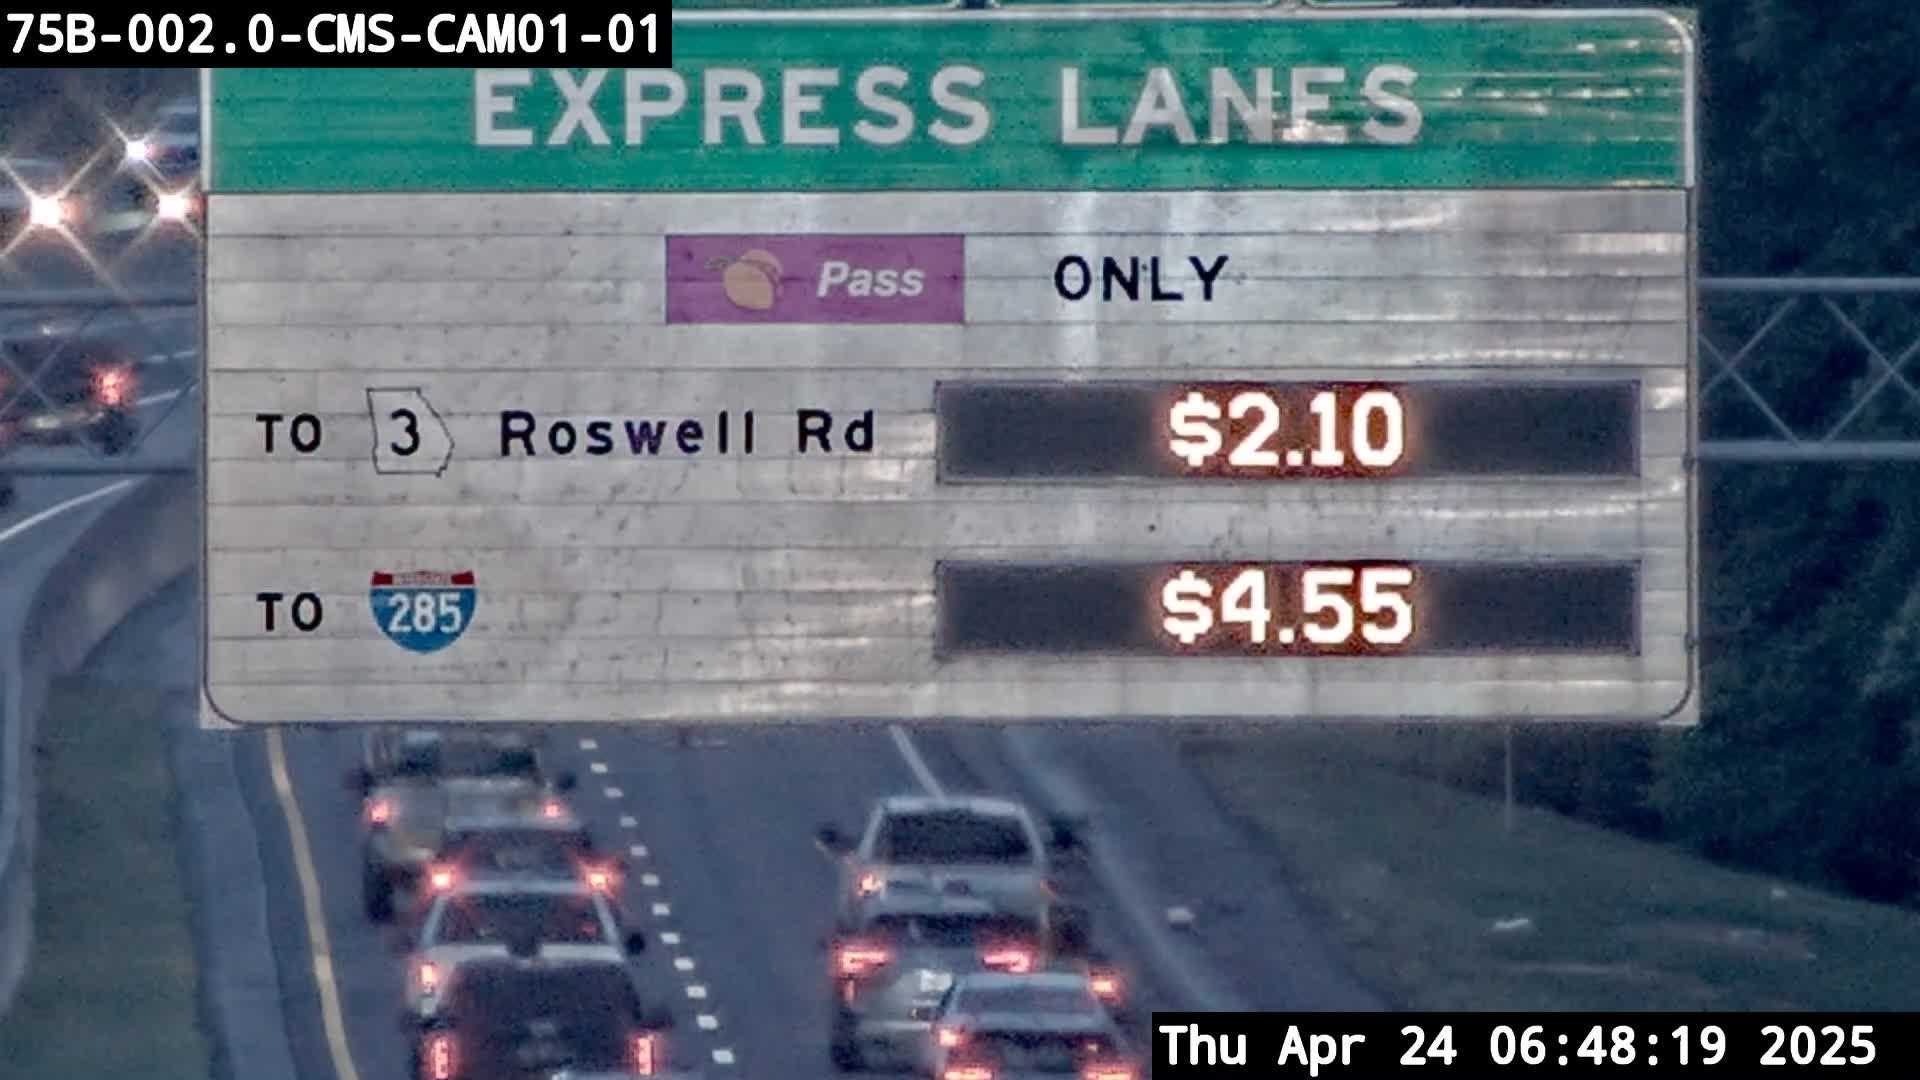 75B-002.0-CMS-CAM01-01
EXPRESS LANES
Pass ONLY
TO 3 Roswell Rd $2.10
TO INTERSTATE 285 $4.55
Thu Apr 24 06:48:19 2025